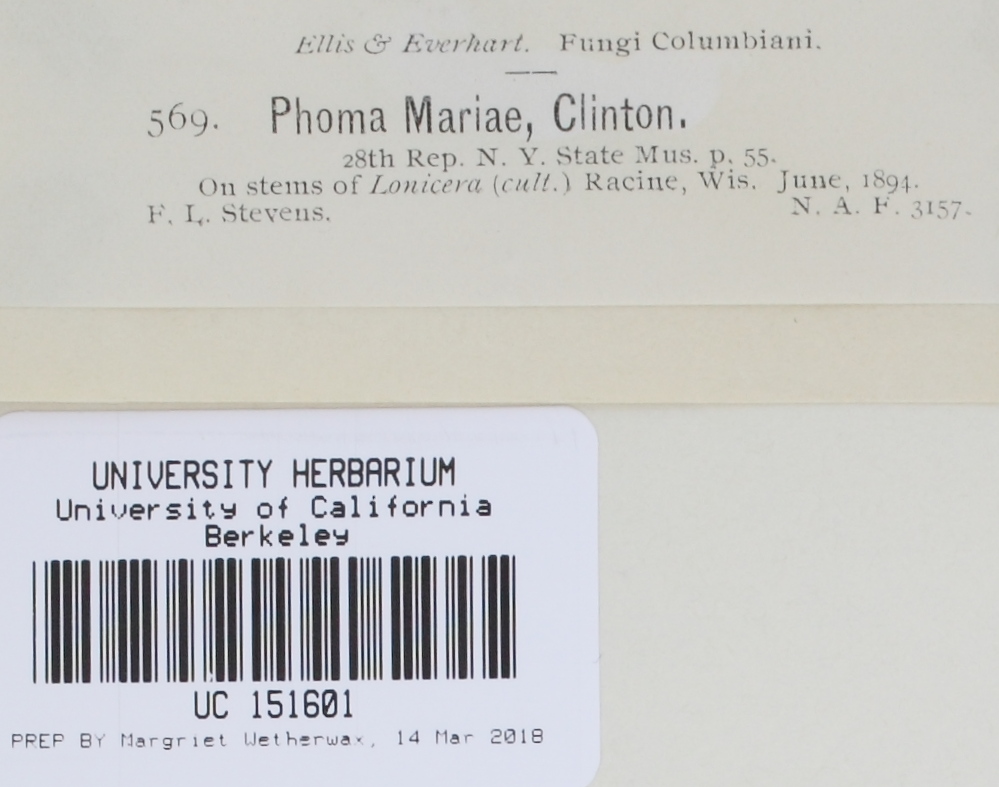 Ellis & Everhart. Fungi Columbiani.
569. Phoma Mariae, Clinton.
28th Rep. N. Y. State Mus. p. 55.
On stems of Lonicera (cult.) Racine, Wis. June, 1894.
F. L. Stevens. N. A. F. 3157.
UNIVERSITY HERBARIUM
University of California
Berkeley
UC 151601
PREP BY Margriet Wetherwax, 14 Mar 2018